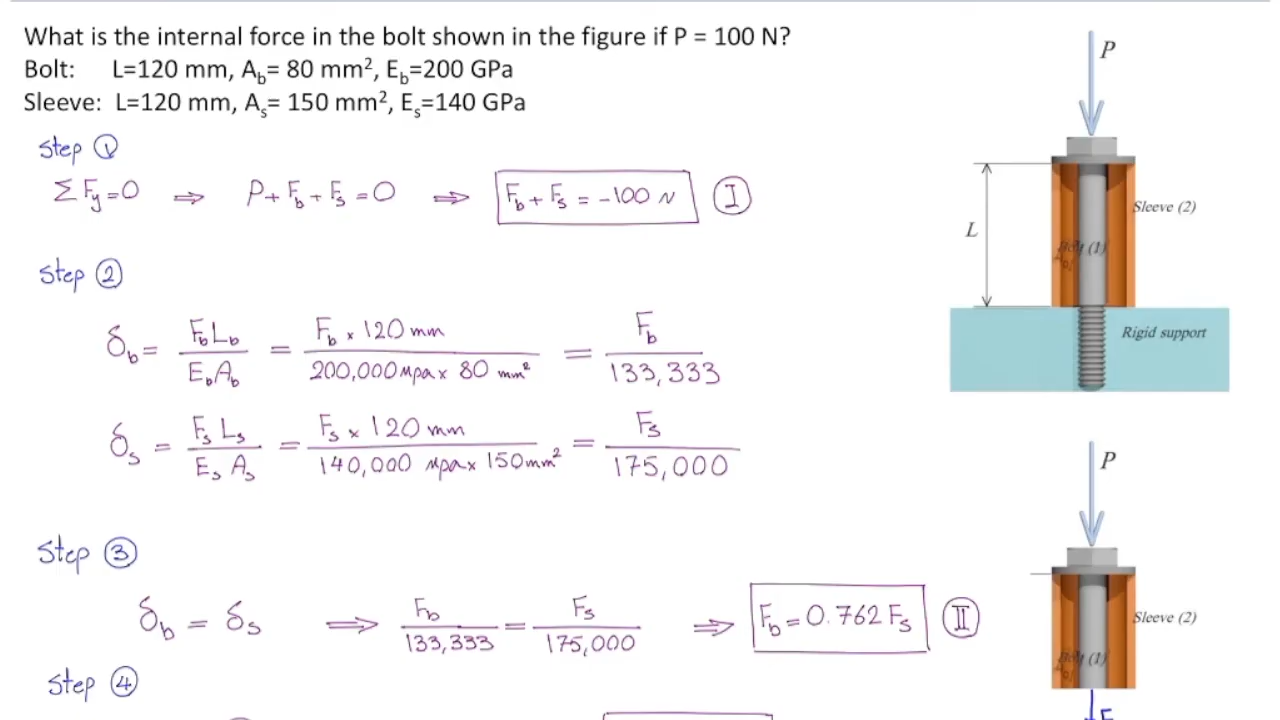 What is the internal force in the bolt shown in the figure if P = 100 N?
Bolt: L=120 mm, A_b= 80 mm², E_b=200 GPa
Sleeve: L=120 mm, A_s= 150 mm², E_s=140 GPa
Step 1
ΣF_y=0 ⇒ P+F_b+F_s=0 ⇒ F_b+F_s = -100 N I
Step 2
δ_b = F_b L_b / E_b A_b = F_b × 120 mm / 200,000 Mpa × 80 mm² = F_b / 133,333
δ_s = F_s L_s / E_s A_s = F_s × 120 mm / 140,000 Mpa × 150 mm² = F_s / 175,000
Step 3
δ_b = δ_s ⇒ F_b / 133,333 = F_s / 175,000 ⇒ F_b = 0.762 F_s II
Step 4
P
Sleeve (2)
L
Bolt (1)
Rigid support
P
Sleeve (2)
Bolt (1)